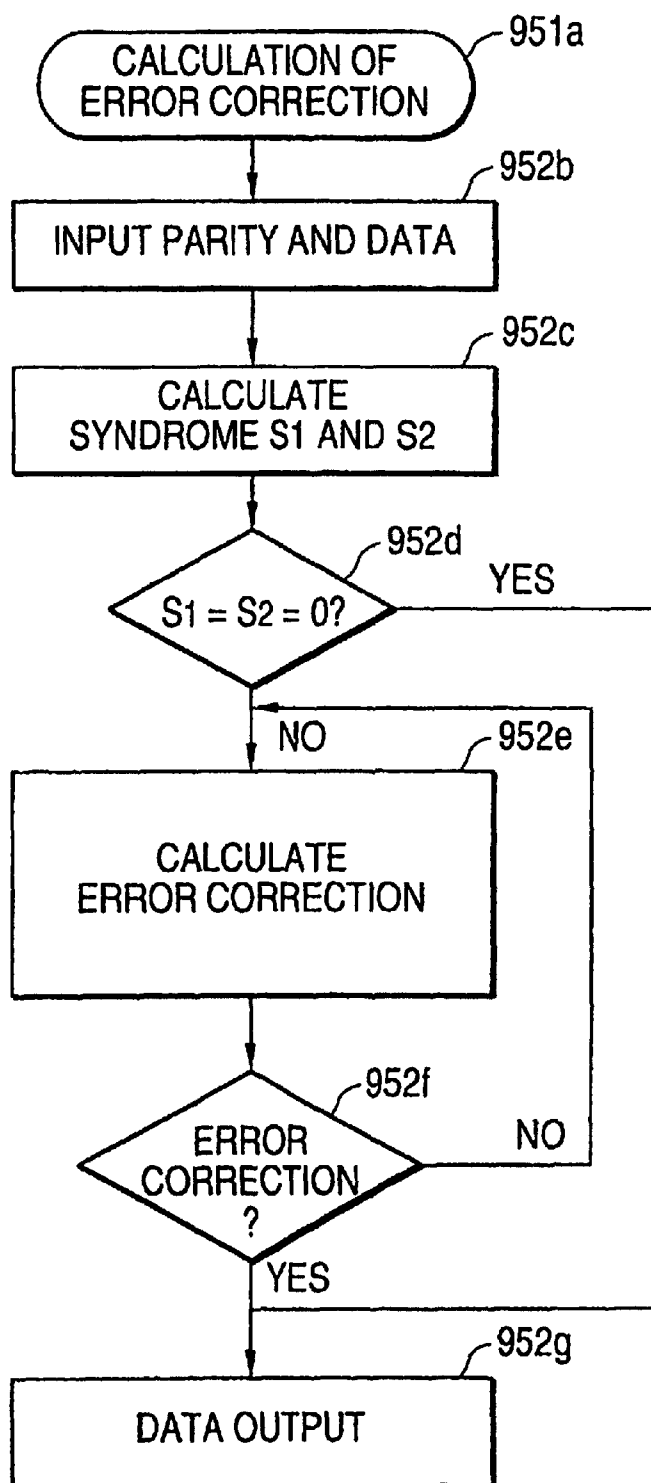 951a
CALCULATION OF
ERROR CORRECTION
952b
INPUT PARITY AND DATA
952c
CALCULATE
SYNDROME S1 AND S2
952d
S1 = S2 = 0?
YES
NO
952e
CALCULATE
ERROR CORRECTION
952f
ERROR
CORRECTION
?
NO
YES
952g
DATA OUTPUT